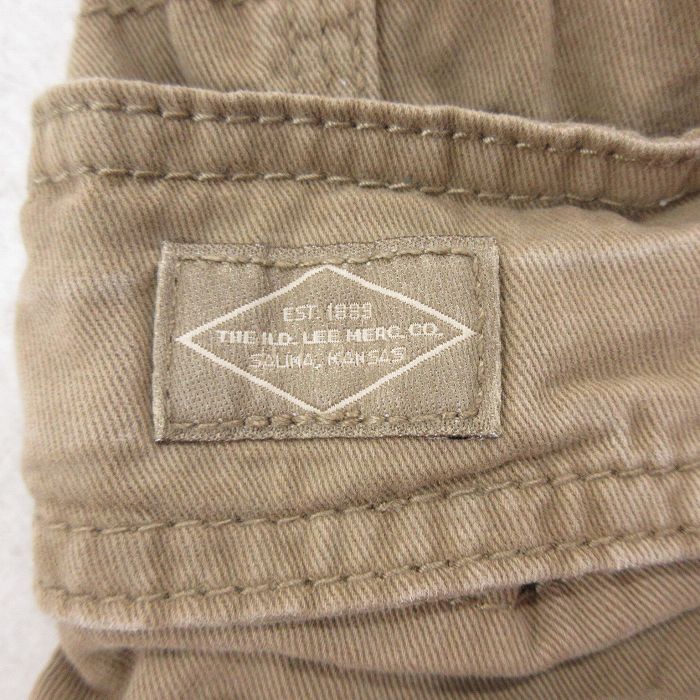 EST. 1889
THE H.D. LEE MERC. CO.
SALINA, KANSAS